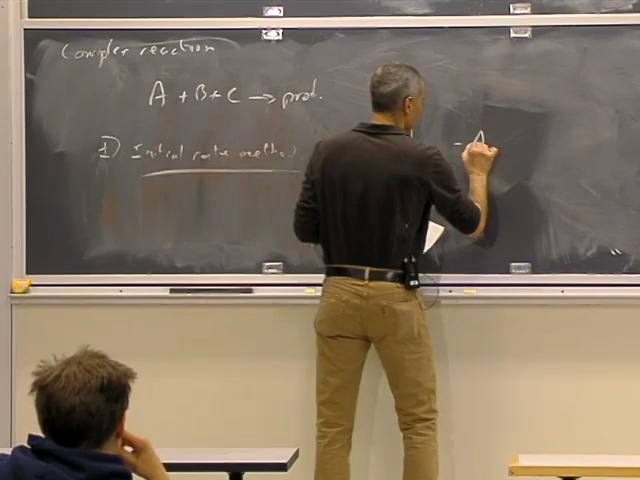 Complex reaction
A + B + C → prod.
1) Initial rate method
- A